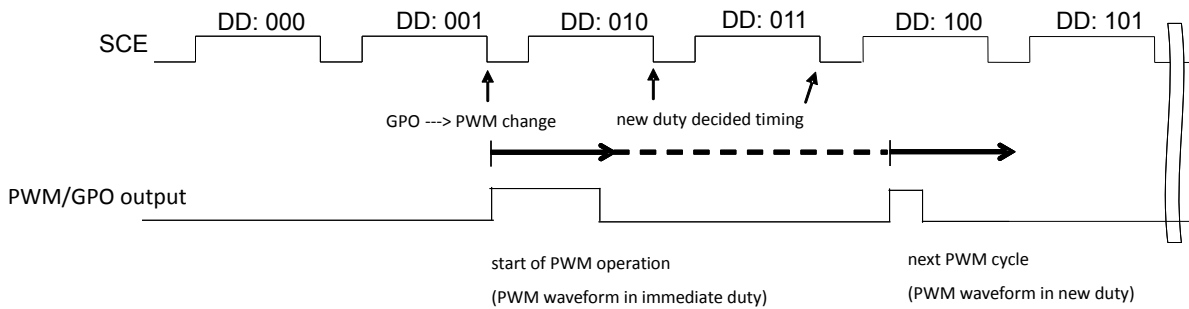 DD: 000 DD: 001 DD: 010 DD: 011 DD: 100 DD: 101
SCE
GPO ---> PWM change new duty decided timing
PWM/GPO output
start of PWM operation
(PWM waveform in immediate duty)
next PWM cycle
(PWM waveform in new duty)